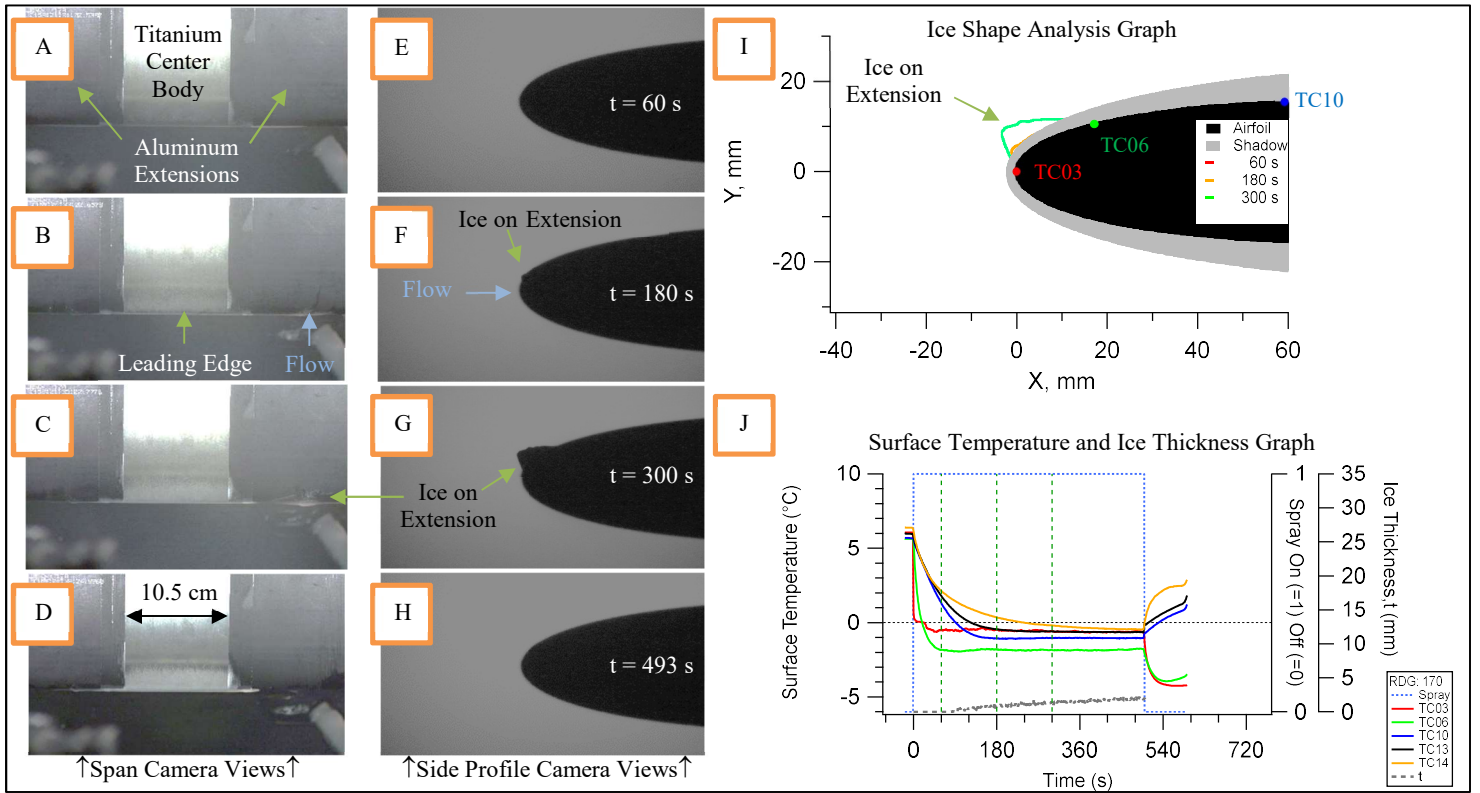 A
Titanium
Center
Body
Aluminum
Extensions
B
Leading Edge
Flow
C
D
10.5 cm
↑Span Camera Views↑
E
t = 60 s
F
Ice on Extension
Flow
t = 180 s
G
t = 300 s
Ice on
Extension
H
t = 493 s
↑Side Profile Camera Views↑
I
Ice Shape Analysis Graph
Ice on
Extension
TC10
TC06
TC03
Airfoil
Shadow
60 s
180 s
300 s
Y, mm
20
0
-20
-40
-20
0
20
40
60
X, mm
J
Surface Temperature and Ice Thickness Graph
Surface Temperature (°C)
10
5
0
-5
0
180
360
540
720
Time (s)
1
0
Spray On (=1) Off (=0)
35
30
25
20
15
10
5
0
Ice Thickness,t (mm)
RDG: 170
Spray
TC03
TC06
TC10
TC13
TC14
t